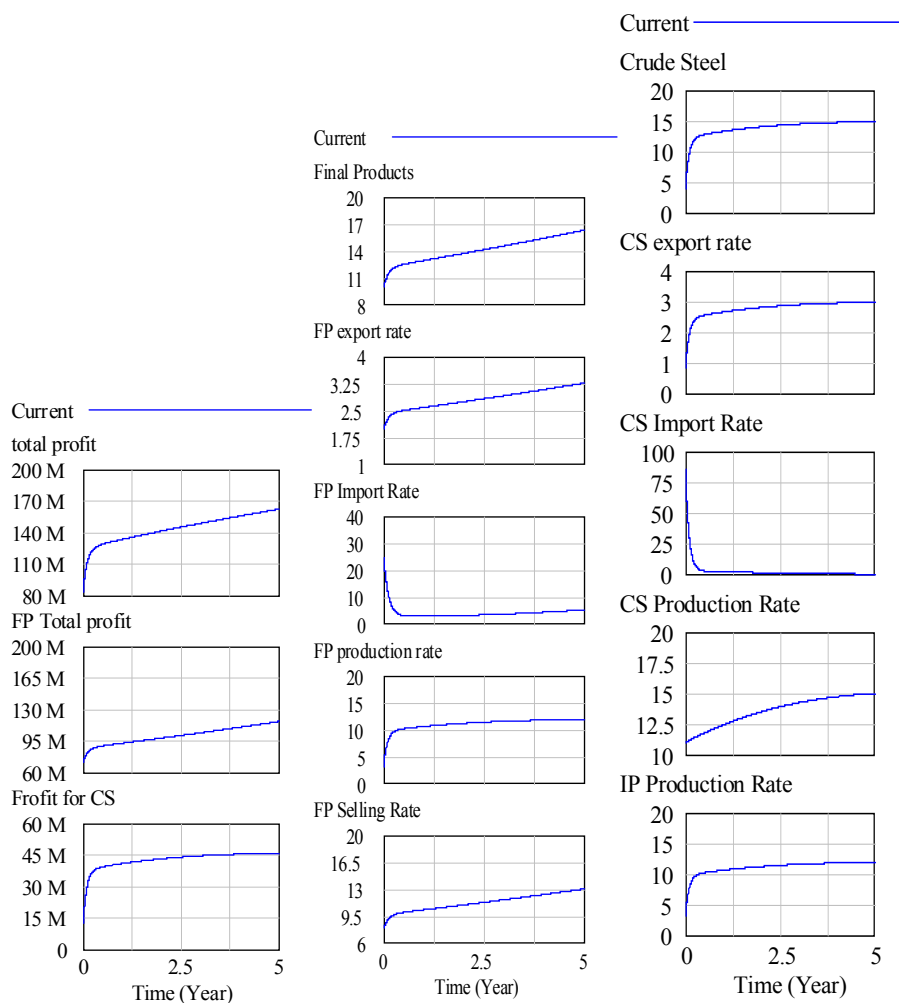 Current
total profit
200 M
170 M
140 M
110 M
80 M
FP Total profit
200 M
165 M
130 M
95 M
60 M
Frofit for CS
60 M
45 M
30 M
15 M
0
0 2.5 5
Time (Year)
Current
Final Products
20
17
14
11
8
FP export rate
4
3.25
2.5
1.75
1
FP Import Rate
40
30
20
10
0
FP production rate
20
15
10
5
0
FP Selling Rate
20
16.5
13
9.5
6
0 2.5 5
Time (Year)
Current
Crude Steel
20
15
10
5
0
CS export rate
4
3
2
1
0
CS Import Rate
100
75
50
25
0
CS Production Rate
20
17.5
15
12.5
10
IP Production Rate
20
15
10
5
0
0 2.5 5
Time (Year)